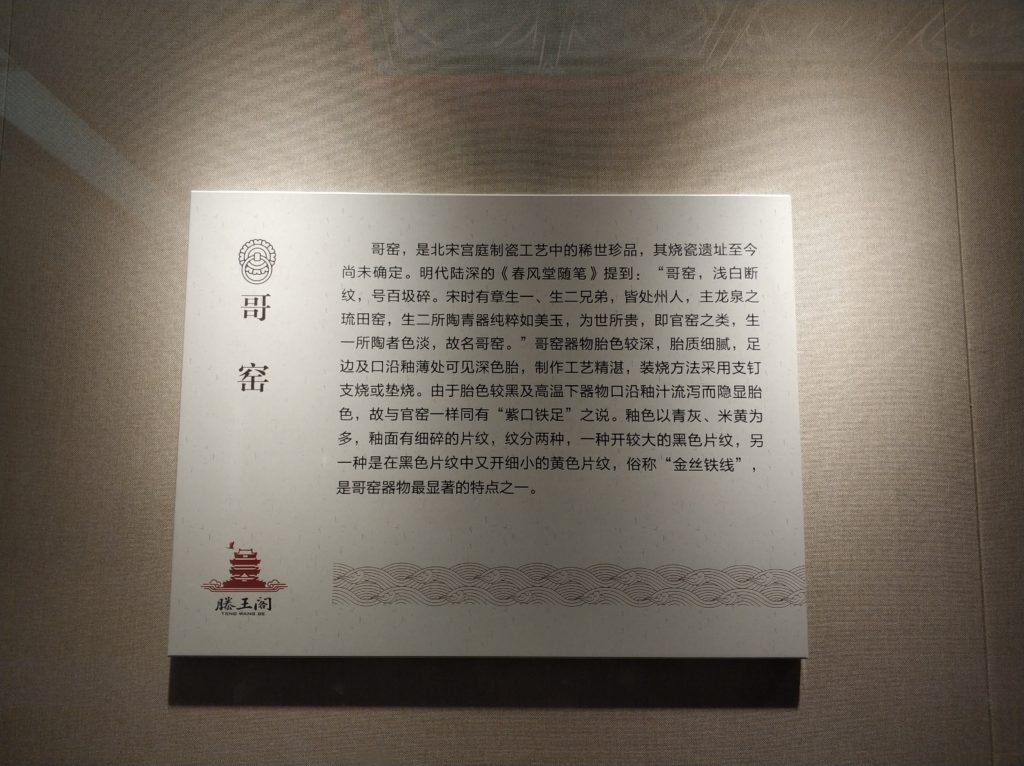 哥窑
哥窑，是北宋宫庭制瓷工艺中的稀世珍品，其烧瓷遗址至今
尚未确定。明代陆深的《春风堂随笔》提到：“哥窑，浅白断
纹，号百圾碎。宋时有章生一、生二兄弟，皆处州人，主龙泉之
琉田窑，生二所陶青器纯粹如美玉，为世所贵，即官窑之类，生
一所陶者色淡，故名哥窑。”哥窑器物胎色较深，胎质细腻，足
边及口沿釉薄处可见深色胎，制作工艺精湛，装烧方法采用支钉
支烧或垫烧。由于胎色较黑及高温下器物口沿釉汁流泻而隐显胎
色，故与官窑一样同有“紫口铁足”之说。釉色以青灰、米黄为
多，釉面有细碎的片纹，纹分两种，一种开较大的黑色片纹，另
一种是在黑色片纹中又开细小的黄色片纹，俗称“金丝铁线”，
是哥窑器物最显著的特点之一。
滕王阁
TENG WANG GE